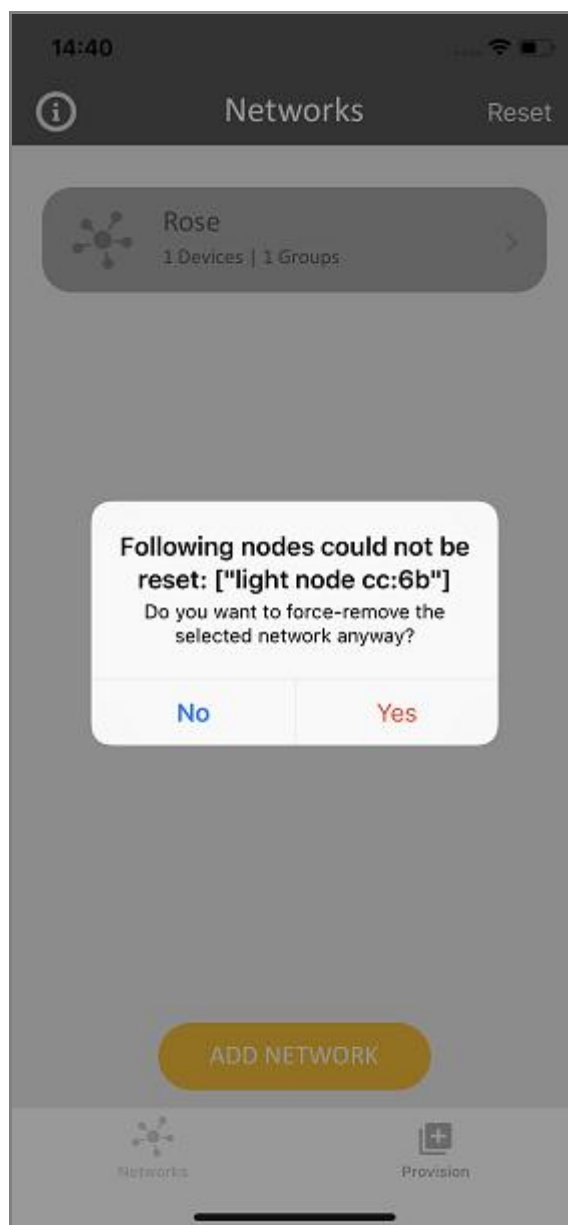 14:40
Networks
Reset
Rose
1 Devices | 1 Groups
Following nodes could not be
reset: ["light node cc:6b"]
Do you want to force-remove the
selected network anyway?
No
Yes
ADD NETWORK
Networks
Provision